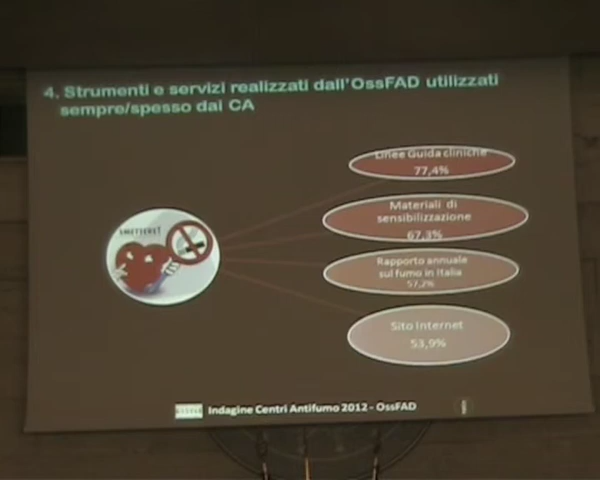 4. Strumenti e servizi realizzati dall'OssFAD utilizzati
sempre/spesso dai CA
Linee Guida cliniche
77,4%
Materiali di
sensibilizzazione
67,3%
Rapporto annuale
sul fumo in Italia
57,2%
Sito Internet
53,9%
Indagine Centri Antifumo 2012 - OssFAD